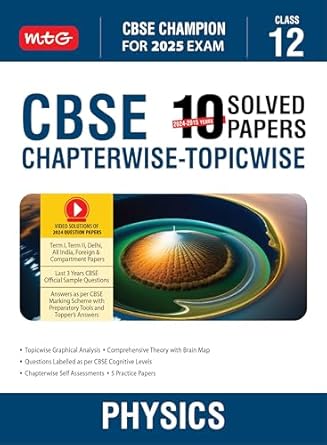 mtG
CBSE CHAMPION
FOR 2025 EXAM
CLASS
12
CBSE
10
2024-2015 YEARS
SOLVED
PAPERS
CHAPTERWISE-TOPICWISE
VIDEO SOLUTIONS OF
2024 QUESTION PAPERS
Term I, Term II, Delhi,
All India, Foreign &
Compartment Papers
Last 3 Years CBSE
Official Sample Questions
Answers as per CBSE
Marking Scheme with
Preparatory Tools and
Topper's Answers
• Topicwise Graphical Analysis • Comprehensive Theory with Brain Map
• Questions Labelled as per CBSE Cognitive Levels
• Chapterwise Self Assessments • 5 Practice Papers
PHYSICS